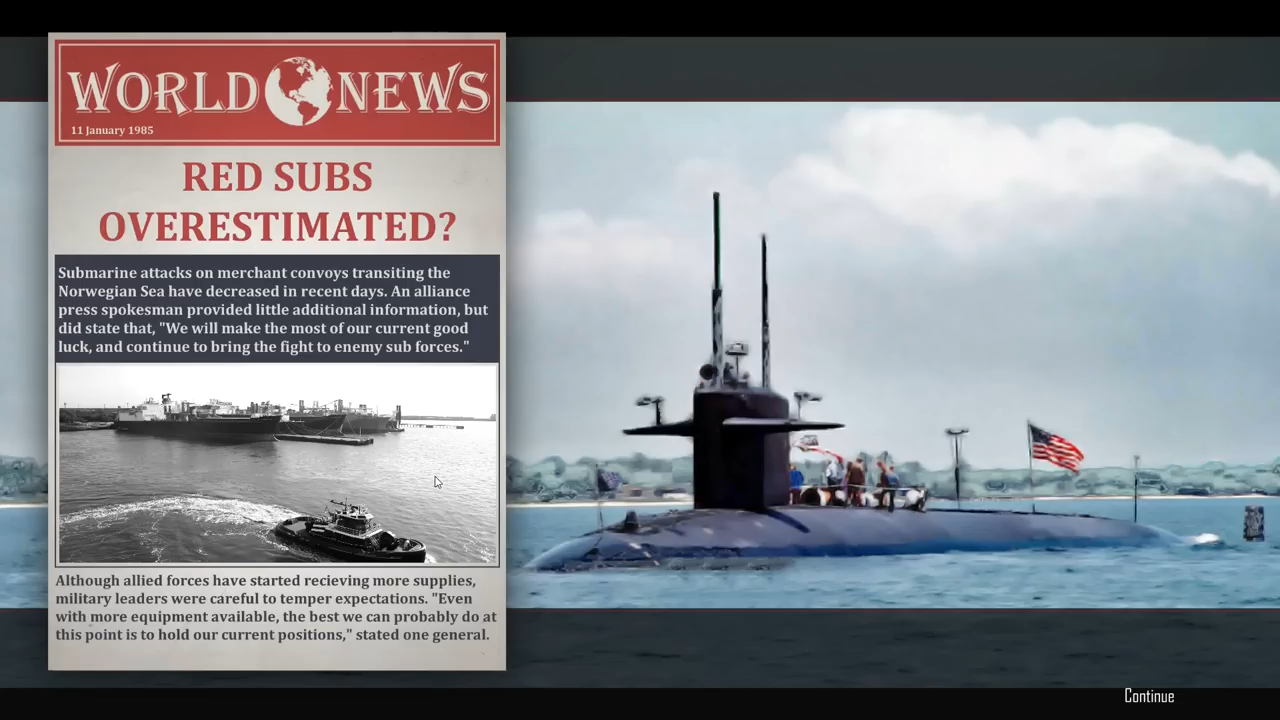 WORLD NEWS
11 January 1985
RED SUBS
OVERESTIMATED?
Submarine attacks on merchant convoys transiting the
Norwegian Sea have decreased in recent days. An alliance
press spokesman provided little additional information, but
did state that, "We will make the most of our current good
luck, and continue to bring the fight to enemy sub forces."
Although allied forces have started recieving more supplies,
military leaders were careful to temper expectations. "Even
with more equipment available, the best we can probably do at
this point is to hold our current positions," stated one general.
Continue